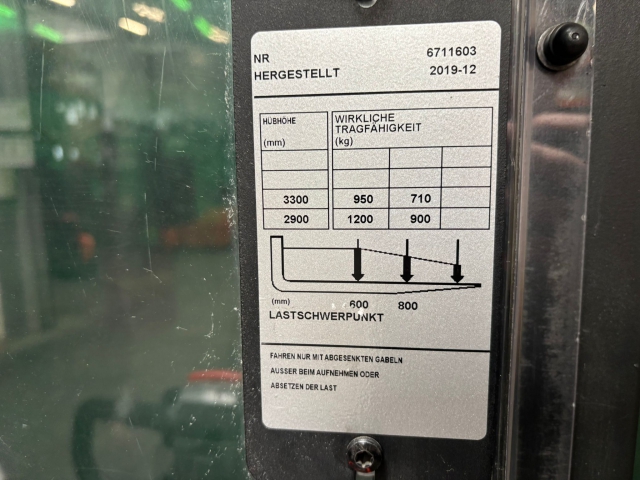 NR 6711603
HERGESTELLT 2019-12
HUBHÖHE
(mm)
WIRKLICHE
TRAGFÄHIGKEIT
(kg)
3300 950 710
2900 1200 900
(mm) 600 800
LASTSCHWERPUNKT
FAHREN NUR MIT ABGESENKTEN GABELN
AUSSER BEIM AUFNEHMEN ODER
ABSETZEN DER LAST